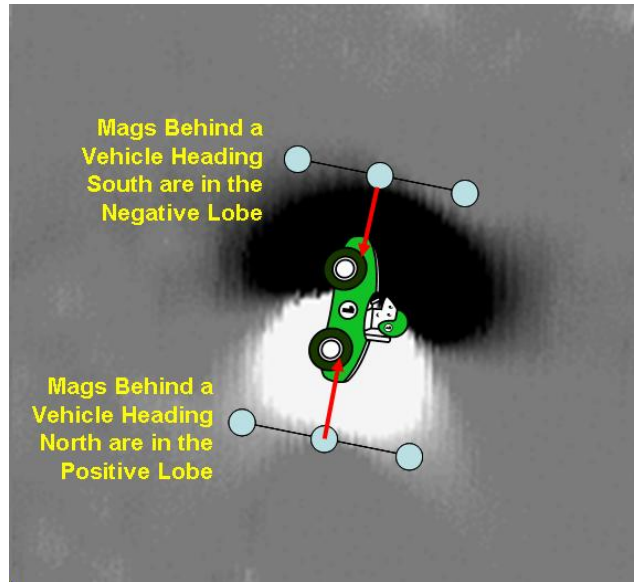 Mags Behind a
Vehicle Heading
South are in the
Negative Lobe
1
Mags Behind a
Vehicle Heading
North are in the
Positive Lobe